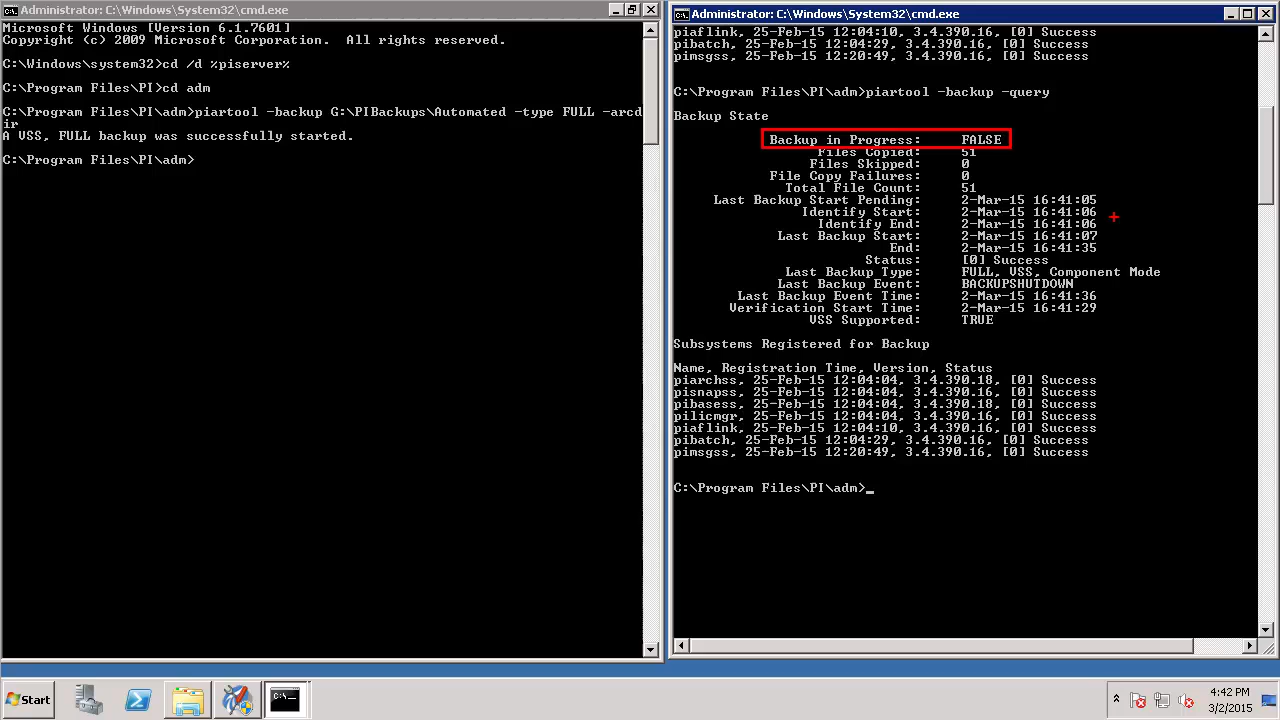 Administrator: C:\Windows\System32\cmd.exe
Microsoft Windows [Version 6.1.7601]
Copyright (c) 2009 Microsoft Corporation.  All rights reserved.
C:\Windows\system32>cd /d %piserver%
C:\Program Files\PI>cd adm
C:\Program Files\PI\adm>piartool -backup G:\PIBackups\Automated -type FULL -arcd
ir
A VSS, FULL backup was successfully started.
C:\Program Files\PI\adm>
Administrator: C:\Windows\System32\cmd.exe
piaflink, 25-Feb-15 12:04:10, 3.4.390.16, [0] Success
pibatch, 25-Feb-15 12:04:29, 3.4.390.16, [0] Success
pimsgss, 25-Feb-15 12:20:49, 3.4.390.16, [0] Success
C:\Program Files\PI\adm>piartool -backup -query
Backup State
Backup in Progress: FALSE
Files Copied: 51
Files Skipped: 0
File Copy Failures: 0
Total File Count: 51
Last Backup Start Pending: 2-Mar-15 16:41:05
Identify Start: 2-Mar-15 16:41:06
Identify End: 2-Mar-15 16:41:06
Last Backup Start: 2-Mar-15 16:41:07
End: 2-Mar-15 16:41:35
Status: [0] Success
Last Backup Type: FULL, VSS, Component Mode
Last Backup Event: BACKUPSHUTDOWN
Last Backup Event Time: 2-Mar-15 16:41:36
Verification Start Time: 2-Mar-15 16:41:29
VSS Supported: TRUE
Subsystems Registered for Backup
Name, Registration Time, Version, Status
piarchss, 25-Feb-15 12:04:04, 3.4.390.18, [0] Success
pisnapss, 25-Feb-15 12:04:04, 3.4.390.16, [0] Success
pibasess, 25-Feb-15 12:04:04, 3.4.390.18, [0] Success
pilicmgr, 25-Feb-15 12:04:04, 3.4.390.16, [0] Success
piaflink, 25-Feb-15 12:04:10, 3.4.390.16, [0] Success
pibatch, 25-Feb-15 12:04:29, 3.4.390.16, [0] Success
pimsgss, 25-Feb-15 12:20:49, 3.4.390.16, [0] Success
C:\Program Files\PI\adm>_
Start
4:42 PM
3/2/2015